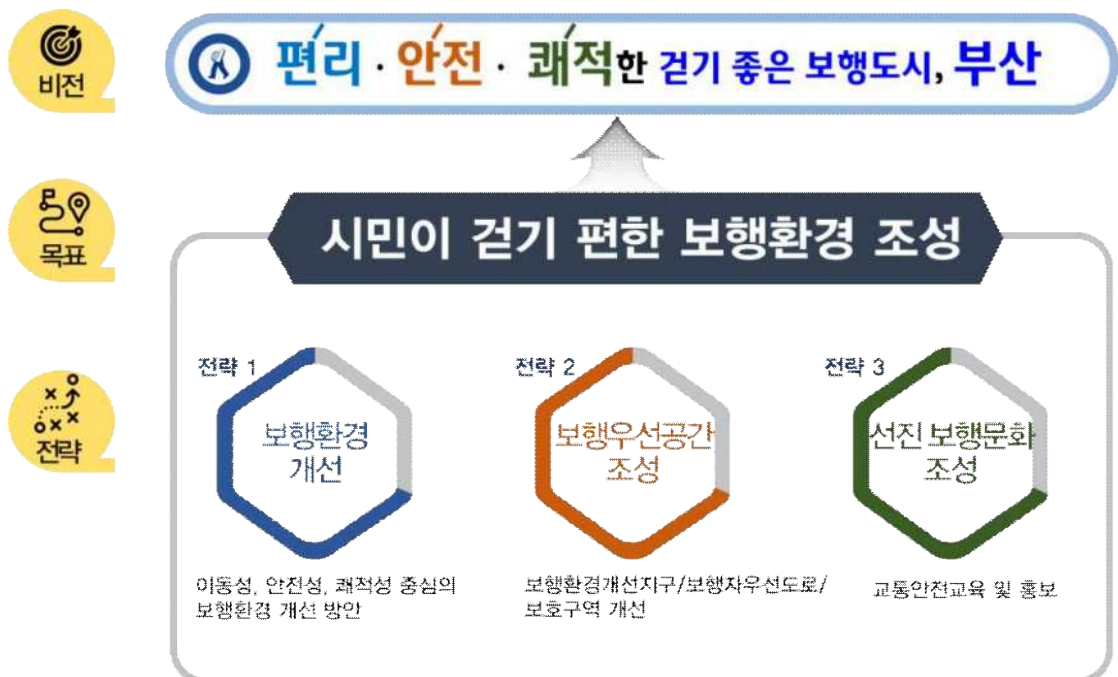 비전
편리 · 안전 · 쾌적한 걷기 좋은 보행도시, 부산
목표
시민이 걷기 편한 보행환경 조성
전략
전략 1
보행환경
개선
이동성, 안전성, 쾌적성 중심의
보행환경 개선 방안
전략 2
보행우선공간
조성
보행환경개선지구/보행자우선도로/
보호구역 개선
전략 3
선진 보행문화
조성
교통안전교육 및 홍보